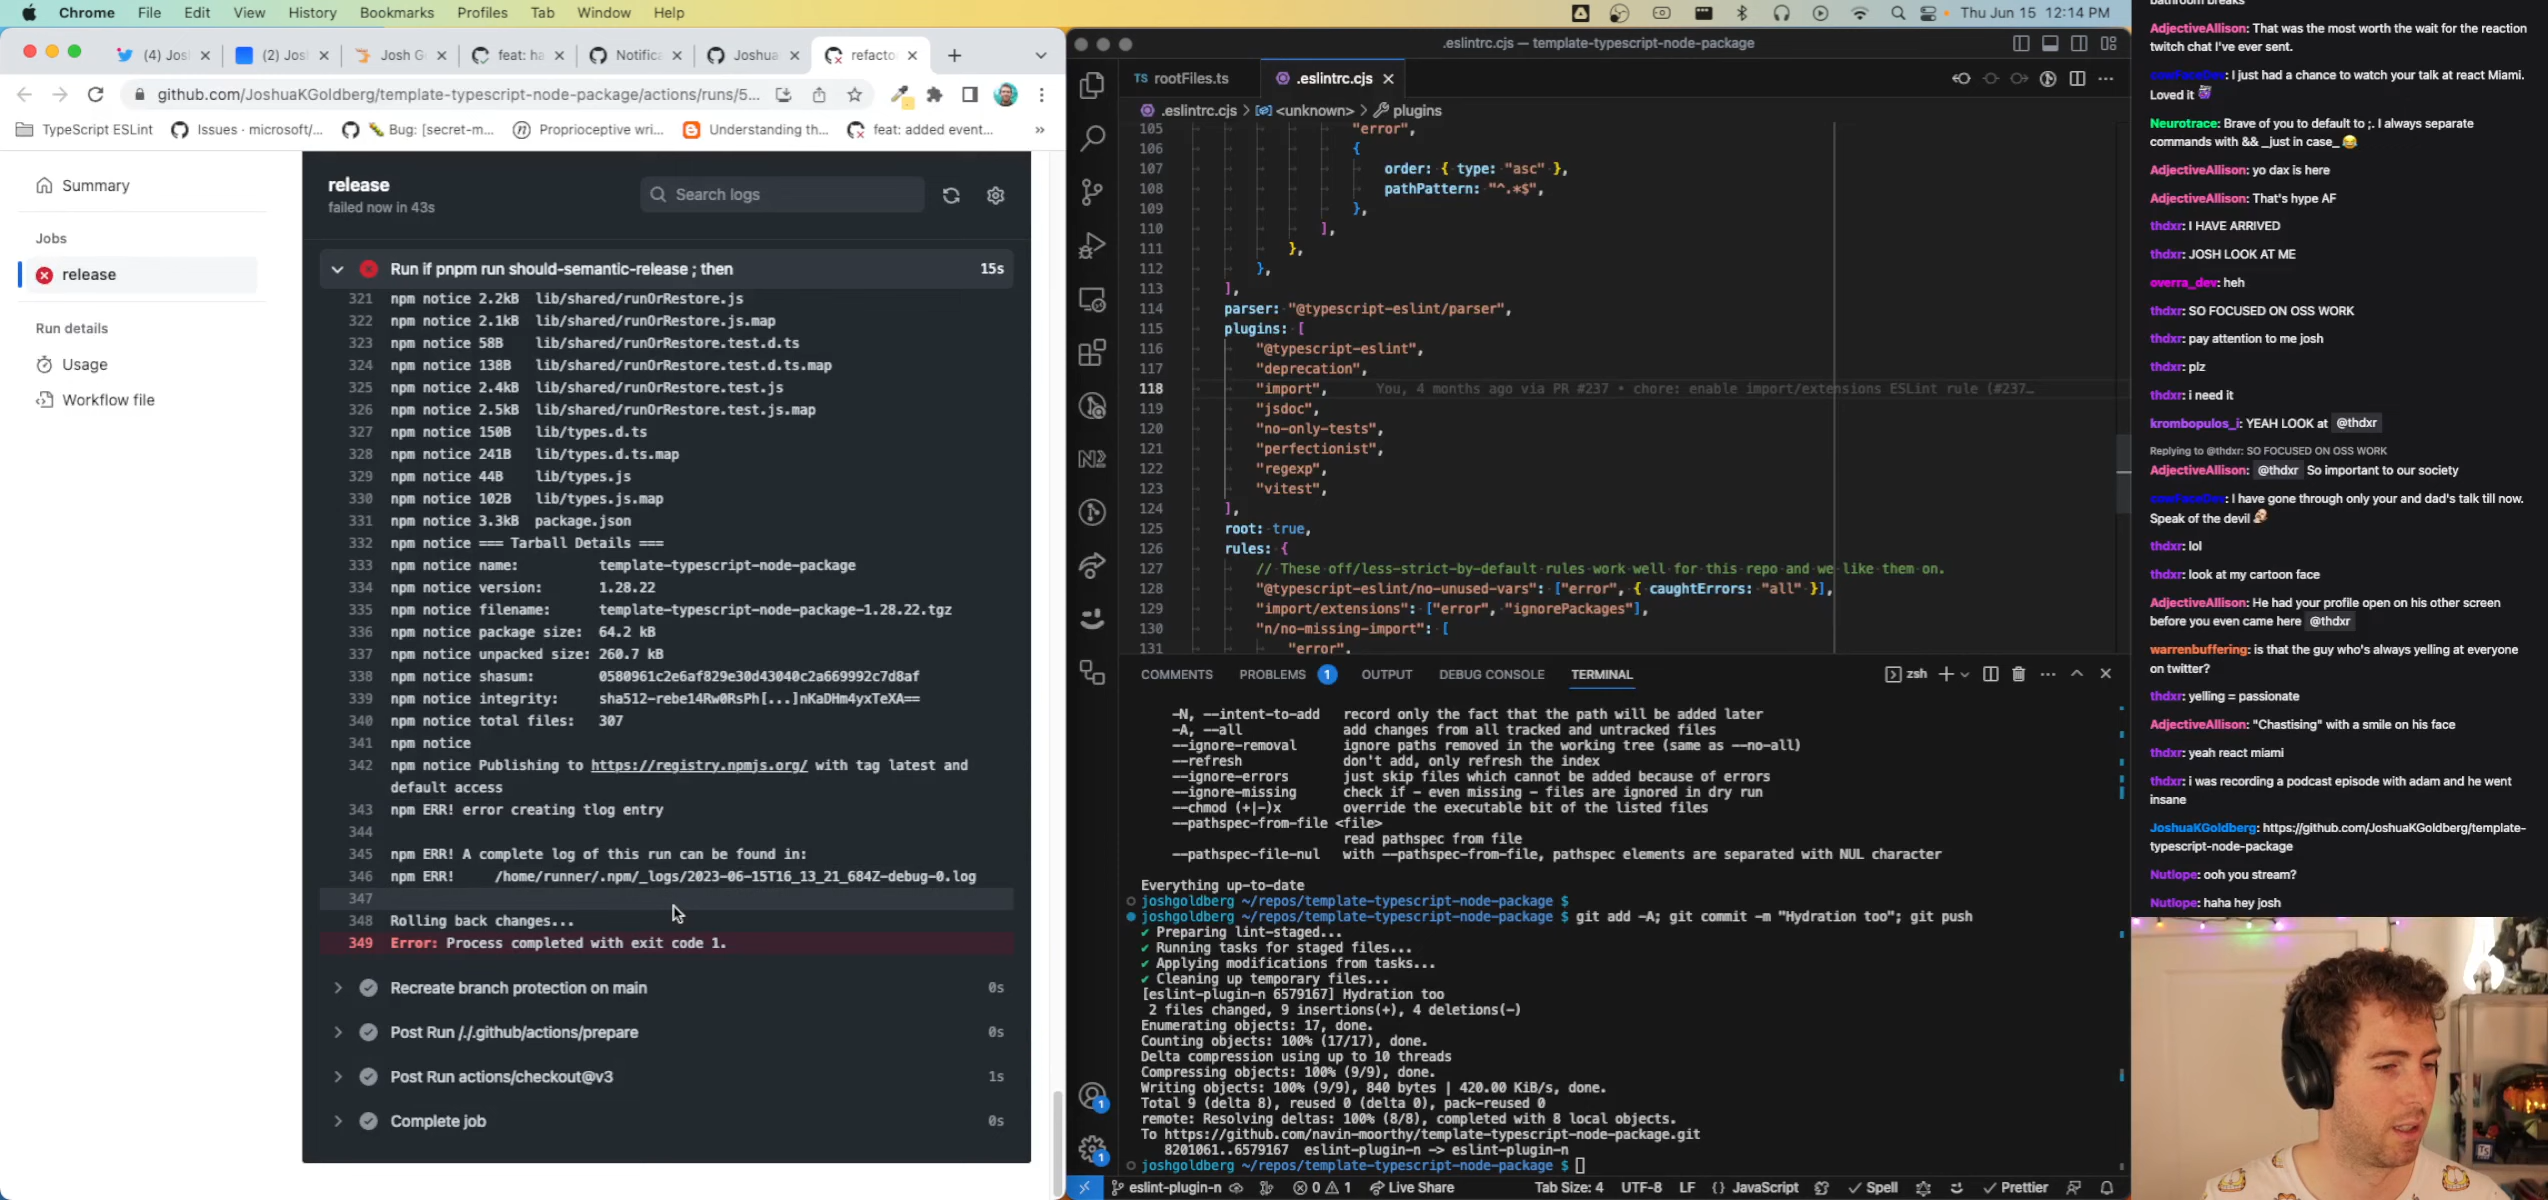 Chrome File Edit View History Bookmarks Profiles Tab Window Help
Thu Jun 15 12:14 PM
(4) Jos
(2) Jos
Josh G
feat: ha
Notifica
Joshua
refacto
github.com/JoshuaKGoldberg/template-typescript-node-package/actions/runs/5...
TypeScript ESLint
Issues · microsoft/...
Bug: [secret-m...
Proprioceptive wri...
Understanding th...
feat: added event...
»
Summary
Jobs
release
Run details
Usage
Workflow file
release
failed now in 43s
Search logs
Run if pnpm run should-semantic-release ; then 15s
321 npm notice 2.2kB lib/shared/runOrRestore.js
322 npm notice 2.1kB lib/shared/runOrRestore.js.map
323 npm notice 58B lib/shared/runOrRestore.test.d.ts
324 npm notice 138B lib/shared/runOrRestore.test.d.ts.map
325 npm notice 2.4kB lib/shared/runOrRestore.test.js
326 npm notice 2.5kB lib/shared/runOrRestore.test.js.map
327 npm notice 150B lib/types.d.ts
328 npm notice 241B lib/types.d.ts.map
329 npm notice 44B lib/types.js
330 npm notice 102B lib/types.js.map
331 npm notice 3.3kB package.json
332 npm notice === Tarball Details ===
333 npm notice name: template-typescript-node-package
334 npm notice version: 1.28.22
335 npm notice filename: template-typescript-node-package-1.28.22.tgz
336 npm notice package size: 64.2 kB
337 npm notice unpacked size: 260.7 kB
338 npm notice shasum: 0580961c2e6af829e30d43040c2a669992c7d8af
339 npm notice integrity: sha512-rebe14Rw0RsPh[...]nKaDHm4yxTeXA==
340 npm notice total files: 307
341 npm notice
342 npm notice Publishing to https://registry.npmjs.org/ with tag latest and
default access
343 npm ERR! error creating tlog entry
344
345 npm ERR! A complete log of this run can be found in:
346 npm ERR! /home/runner/.npm/_logs/2023-06-15T16_13_21_684Z-debug-0.log
347
348 Rolling back changes...
349 Error: Process completed with exit code 1.
Recreate branch protection on main 0s
Post Run /./.github/actions/prepare 0s
Post Run actions/checkout@v3 1s
Complete job 0s
.eslintrc.cjs — template-typescript-node-package
TS rootFiles.ts
.eslintrc.cjs
.eslintrc.cjs > <unknown> > plugins
105 "error",
106 {
107 order: { type: "asc" },
108 pathPattern: "^.*$",
109 },
110 ],
111 },
112 },
113 ],
114 parser: "@typescript-eslint/parser",
115 plugins: [
116 "@typescript-eslint",
117 "deprecation",
118 "import", You, 4 months ago via PR #237 • chore: enable import/extensions ESLint rule (#237…
119 "jsdoc",
120 "no-only-tests",
121 "perfectionist",
122 "regexp",
123 "vitest",
124 ],
125 root: true,
126 rules: {
127 // These off/less-strict-by-default rules work well for this repo and we like them on.
128 "@typescript-eslint/no-unused-vars": ["error", { caughtErrors: "all" }],
129 "import/extensions": ["error", "ignorePackages"],
130 "n/no-missing-import": [
131 "error",
COMMENTS PROBLEMS 1 OUTPUT DEBUG CONSOLE TERMINAL
zsh
-N, --intent-to-add record only the fact that the path will be added later
-A, --all add changes from all tracked and untracked files
--ignore-removal ignore paths removed in the working tree (same as --no-all)
--refresh don't add, only refresh the index
--ignore-errors just skip files which cannot be added because of errors
--ignore-missing check if - even missing - files are ignored in dry run
--chmod (+|-)x override the executable bit of the listed files
--pathspec-from-file <file>
read pathspec from file
--pathspec-file-nul with --pathspec-from-file, pathspec elements are separated with NUL character
Everything up-to-date
joshgoldberg ~/repos/template-typescript-node-package $
joshgoldberg ~/repos/template-typescript-node-package $ git add -A; git commit -m "Hydration too"; git push
✔ Preparing lint-staged...
✔ Running tasks for staged files...
✔ Applying modifications from tasks...
✔ Cleaning up temporary files...
[eslint-plugin-n 6579167] Hydration too
2 files changed, 9 insertions(+), 4 deletions(-)
Enumerating objects: 17, done.
Counting objects: 100% (17/17), done.
Delta compression using up to 10 threads
Compressing objects: 100% (9/9), done.
Writing objects: 100% (9/9), 840 bytes | 420.00 KiB/s, done.
Total 9 (delta 8), reused 0 (delta 0), pack-reused 0
remote: Resolving deltas: 100% (8/8), completed with 8 local objects.
To https://github.com/navin-moorthy/template-typescript-node-package.git
8201061..6579167 eslint-plugin-n -> eslint-plugin-n
joshgoldberg ~/repos/template-typescript-node-package $
1
1
eslint-plugin-n 0 1 Live Share Tab Size: 4 UTF-8 LF {} JavaScript Spell Prettier
bathroom breaks
AdjectiveAllison: That was the most worth the wait for the reaction
twitch chat I've ever sent.
cowFaceDev: I just had a chance to watch your talk at react Miami.
Loved it
Neurotrace: Brave of you to default to ;. I always separate
commands with && _just in case_
AdjectiveAllison: yo dax is here
AdjectiveAllison: That's hype AF
thdxr: I HAVE ARRIVED
thdxr: JOSH LOOK AT ME
overra_dev: heh
thdxr: SO FOCUSED ON OSS WORK
thdxr: pay attention to me josh
thdxr: plz
thdxr: i need it
krombopulos_i: YEAH LOOK at @thdxr
Replying to @thdxr: SO FOCUSED ON OSS WORK
AdjectiveAllison: @thdxr So important to our society
cowFaceDev: I have gone through only your and dad's talk till now.
Speak of the devil
thdxr: lol
thdxr: look at my cartoon face
AdjectiveAllison: He had your profile open on his other screen
before you even came here @thdxr
warrenbuffering: is that the guy who's always yelling at everyone
on twitter?
thdxr: yelling = passionate
AdjectiveAllison: "Chastising" with a smile on his face
thdxr: yeah react miami
thdxr: i was recording a podcast episode with adam and he went
insane
JoshuaKGoldberg: https://github.com/JoshuaKGoldberg/template-
typescript-node-package
Nutlope: ooh you stream?
Nutlope: haha hey josh